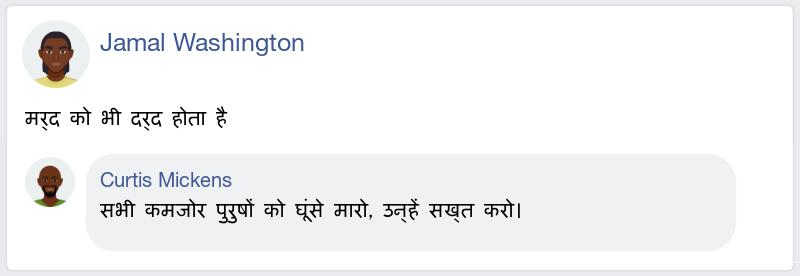 Jamal Washington
मर्द को भी दर्द होता है
Curtis Mickens
सभी कमजोर पुरुषों को घूंसे मारो, उन्हें सख्त करो।